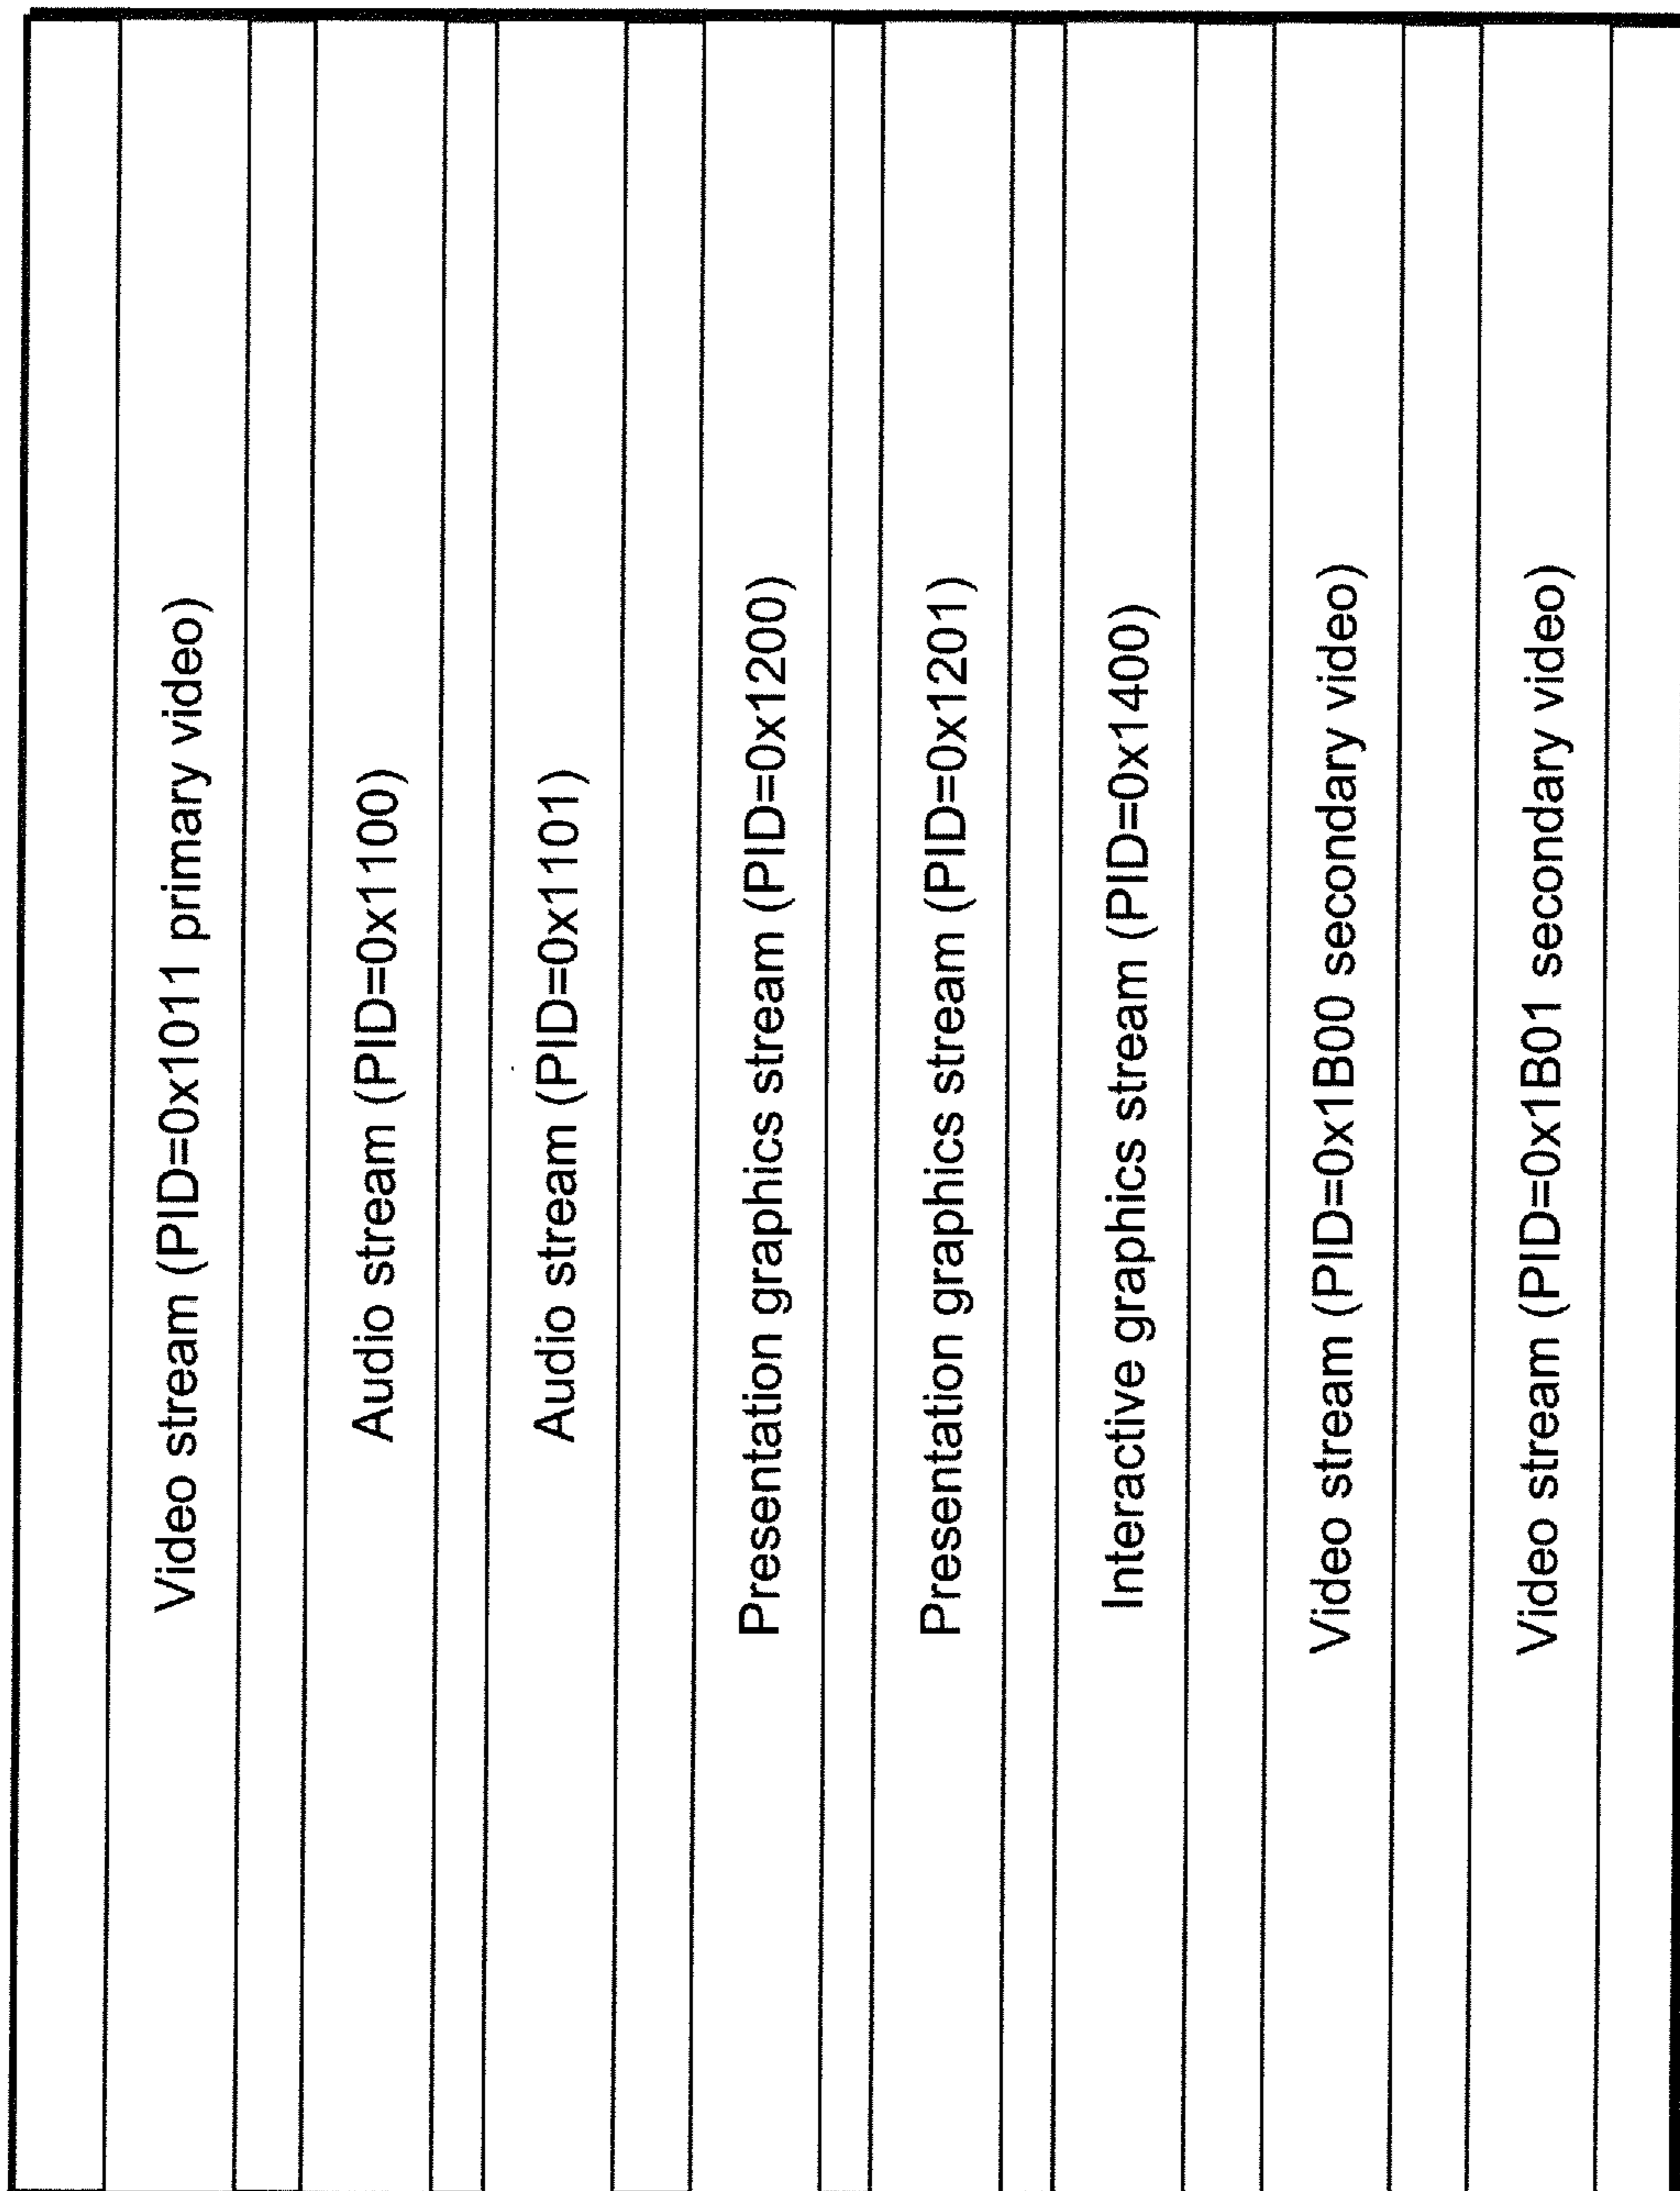 Video stream (PID=0x1011 primary video)
Audio stream (PID=0x1100)
Audio stream (PID=0x1101)
Presentation graphics stream (PID=0x1200)
Presentation graphics stream (PID=0x1201)
Interactive graphics stream (PID=0x1400)
Video stream (PID=0x1B00 secondary video)
Video stream (PID=0x1B01 secondary video)